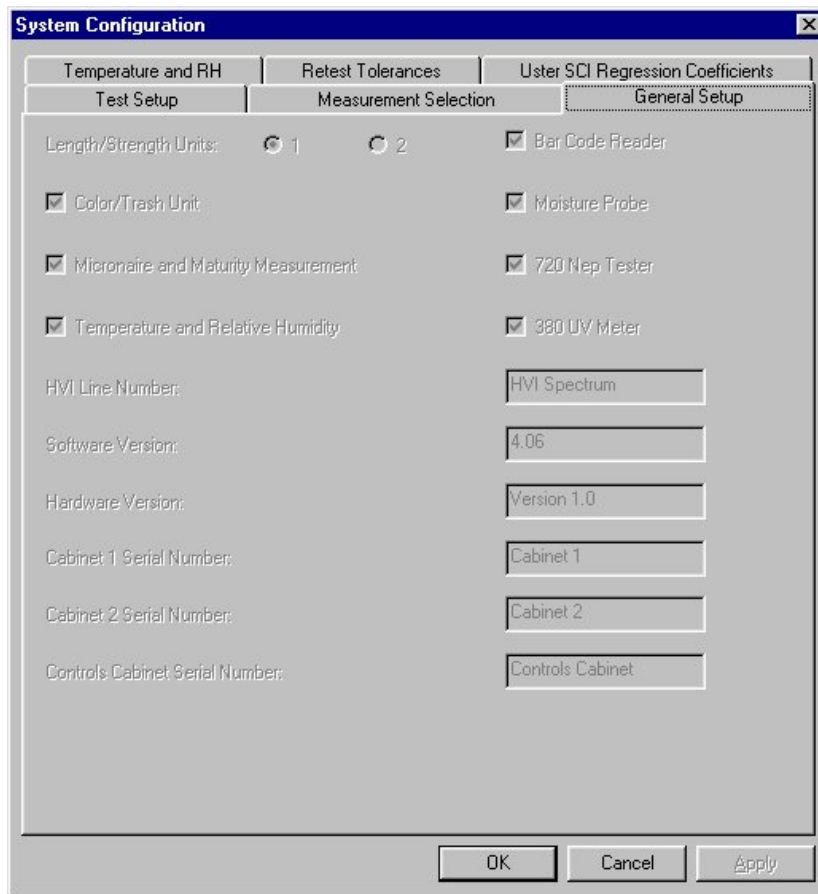 System Configuration
Temperature and RH
Retest Tolerances
Uster SCI Regression Coefficients
Test Setup
Measurement Selection
General Setup
Length/Strength Units: 1 2
Bar Code Reader
Color/Trash Unit
Moisture Probe
Micronaire and Maturity Measurement
720 Nep Tester
Temperature and Relative Humidity
380 UV Meter
HVI Line Number: HVI Spectrum
Software Version: 4.06
Hardware Version: Version 1.0
Cabinet 1 Serial Number: Cabinet 1
Cabinet 2 Serial Number: Cabinet 2
Controls Cabinet Serial Number: Controls Cabinet
OK
Cancel
Apply